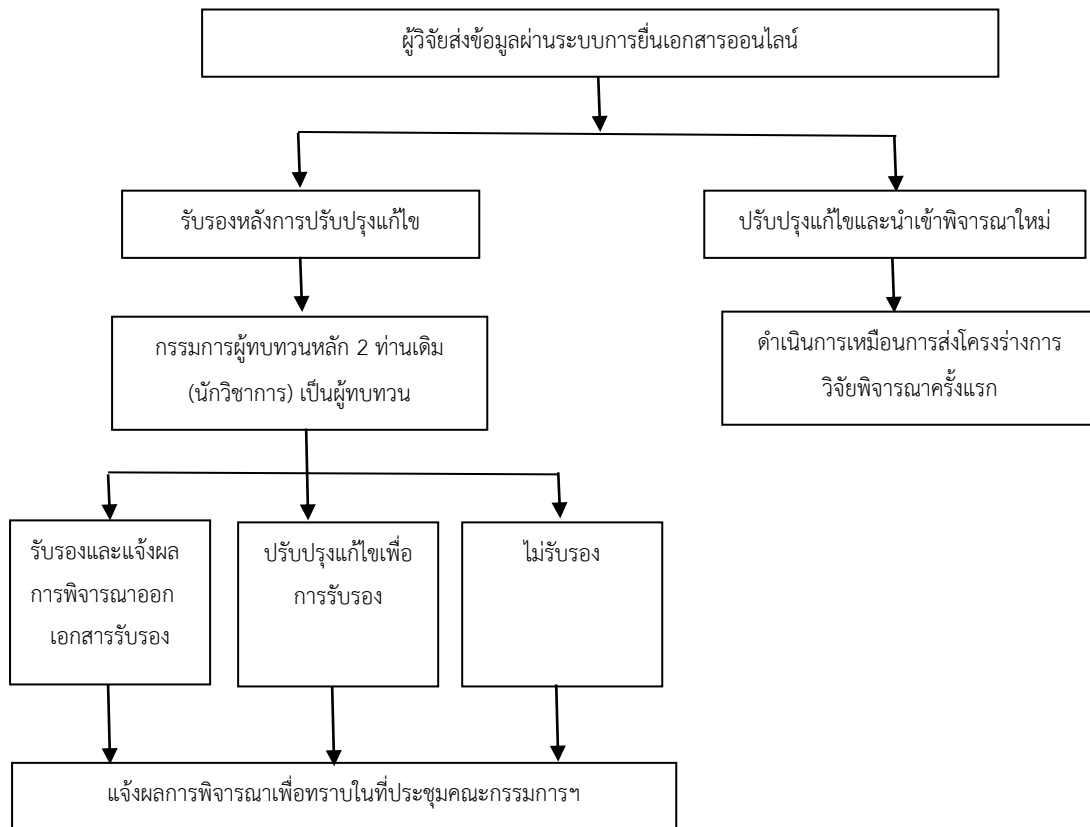 ผู้วิจัยส่งข้อมูลผ่านระบบการยื่นเอกสารออนไลน์
รับรองหลังการปรับปรุงแก้ไข
ปรับปรุงแก้ไขและนำเข้าพิจารณาใหม่
กรรมการผู้ทบทวนหลัก 2 ท่านเดิม
(นักวิชาการ) เป็นผู้ทบทวน
ดำเนินการเหมือนการส่งโครงร่างการ
วิจัยพิจารณาครั้งแรก
รับรองและแจ้งผล
การพิจารณาออก
เอกสารรับรอง
ปรับปรุงแก้ไขเพื่อ
การรับรอง
ไม่รับรอง
แจ้งผลการพิจารณาเพื่อทราบในที่ประชุมคณะกรรมการฯ